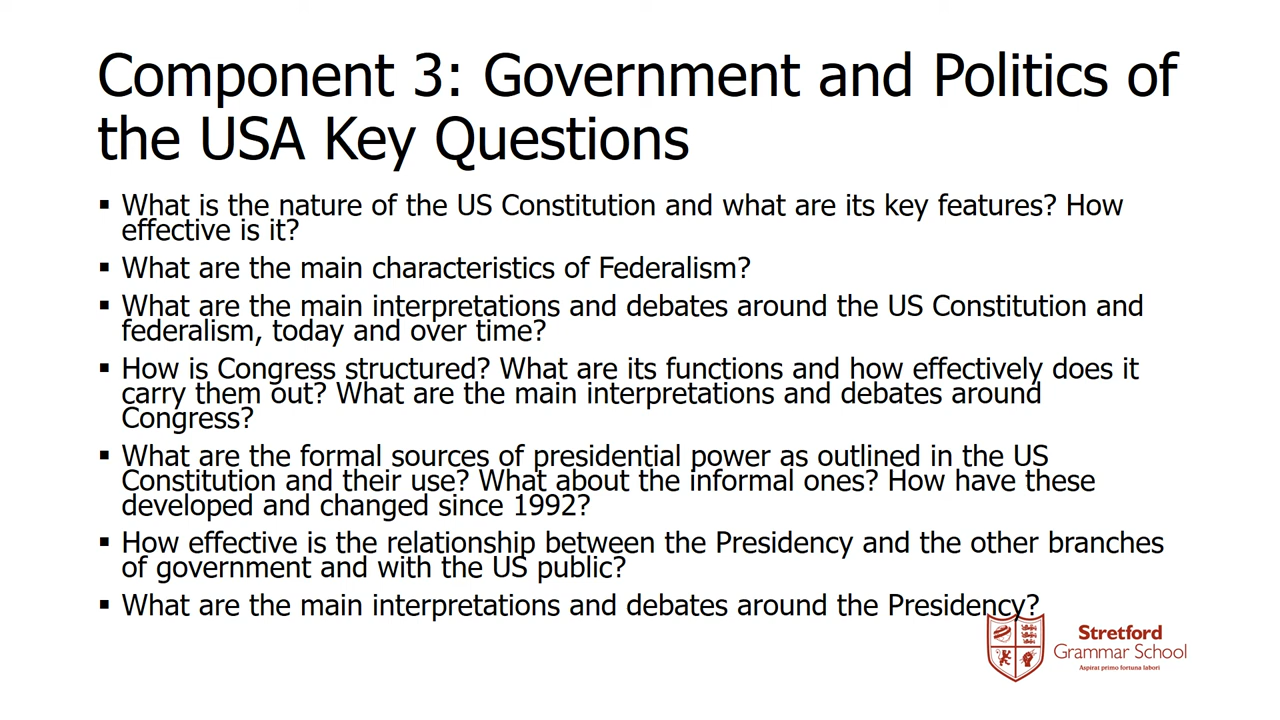 Component 3: Government and Politics of
the USA Key Questions
▪ What is the nature of the US Constitution and what are its key features? How
effective is it?
▪ What are the main characteristics of Federalism?
▪ What are the main interpretations and debates around the US Constitution and
federalism, today and over time?
▪ How is Congress structured? What are its functions and how effectively does it
carry them out? What are the main interpretations and debates around
Congress?
▪ What are the formal sources of presidential power as outlined in the US
Constitution and their use? What about the informal ones? How have these
developed and changed since 1992?
▪ How effective is the relationship between the Presidency and the other branches
of government and with the US public?
▪ What are the main interpretations and debates around the Presidency?
Stretford
Grammar School
Aspirat primo fortuna labori